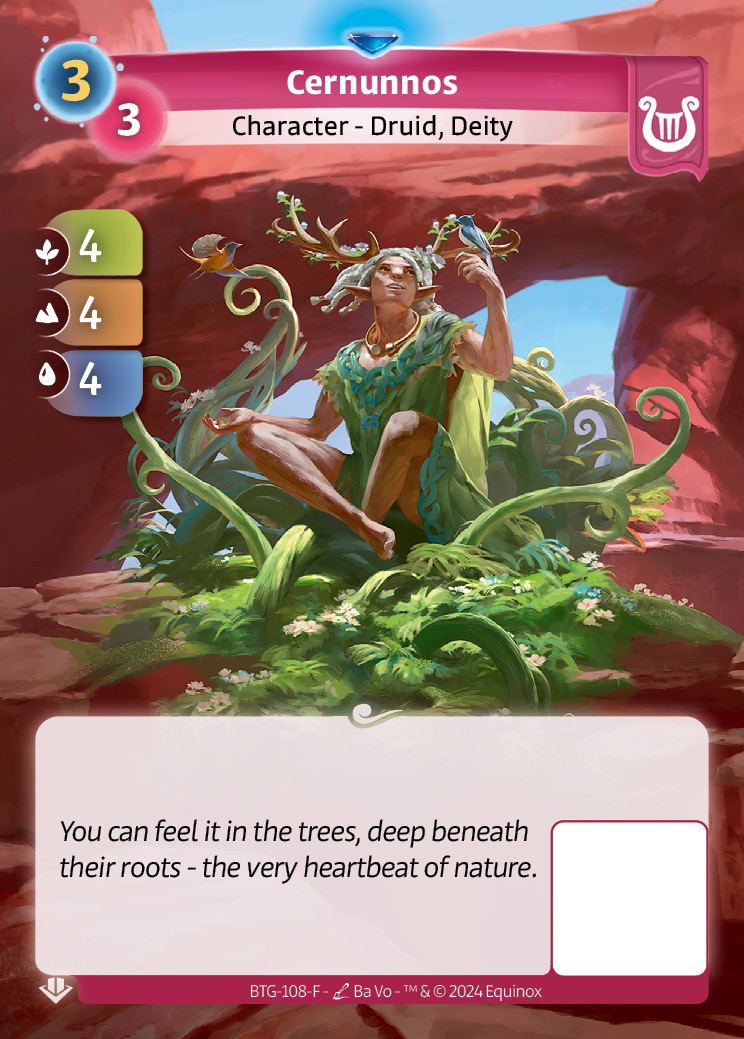 3
Cernunnos
3
Character - Druid, Deity
4
4
4
You can feel it in the trees, deep beneath
their roots - the very heartbeat of nature.
BTG-108-F - Ba Vo - ™ & © 2024 Equinox